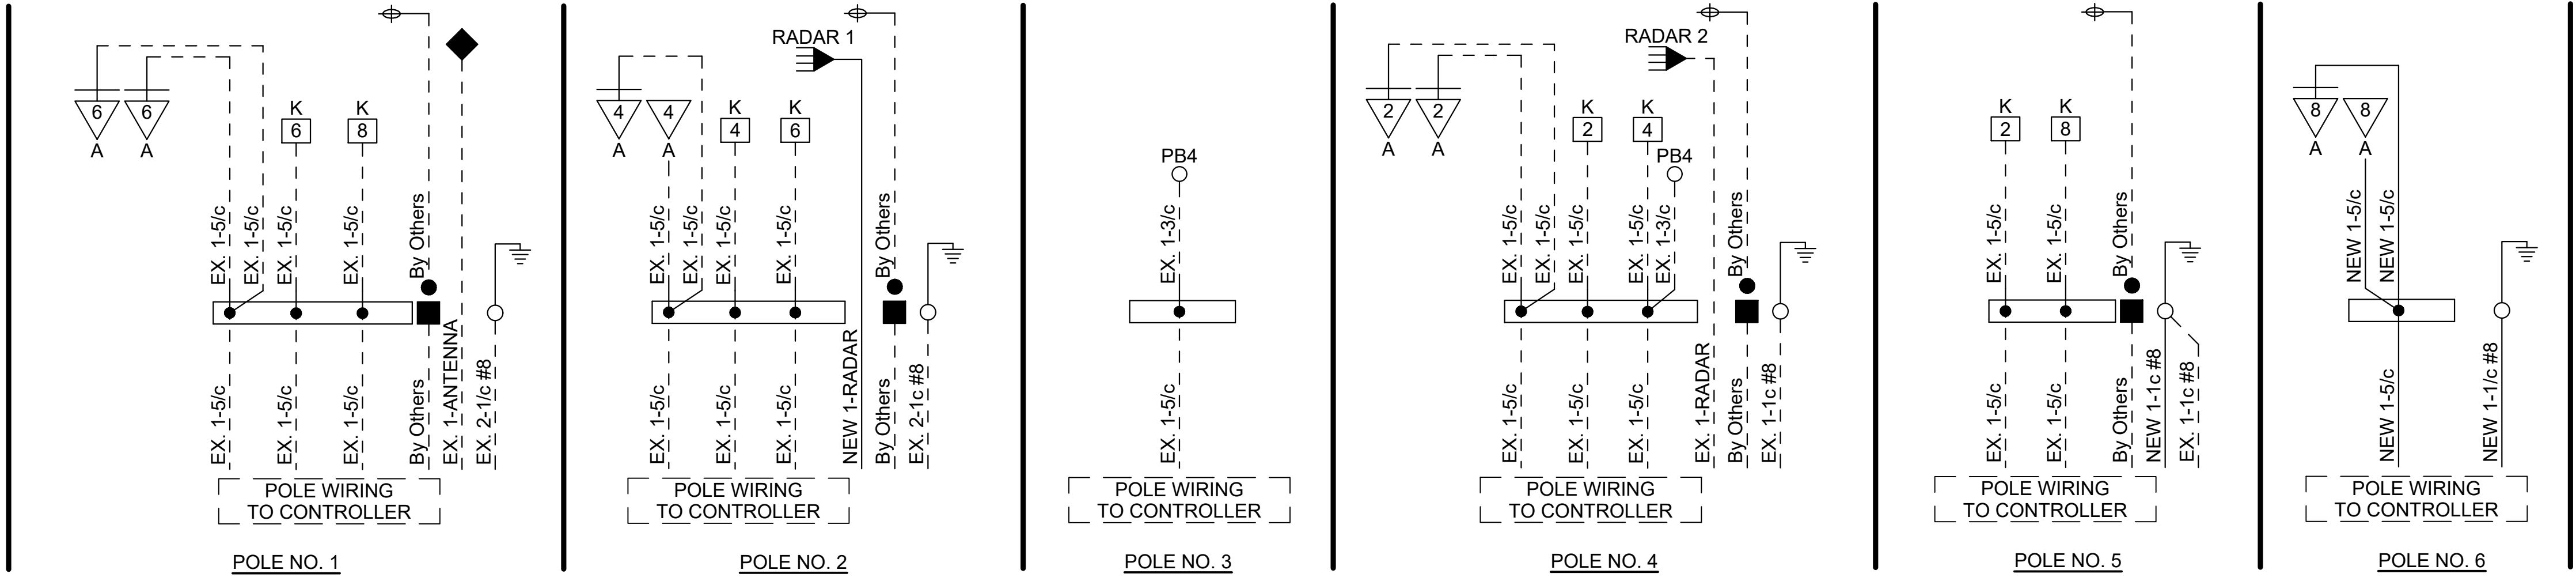 6
6
A
A
K
6
K
8
EX. 1-5/c
EX. 1-5/c
EX. 1-5/c
EX. 1-5/c
By Others
EX. 1-5/c
EX. 1-5/c
EX. 1-5/c
By Others
EX. 1-ANTENNA
EX. 2-1/c #8
POLE WIRING
TO CONTROLLER
POLE NO. 1
RADAR 1
4
4
A
A
K
4
K
6
EX. 1-5/c
EX. 1-5/c
EX. 1-5/c
EX. 1-5/c
By Others
EX. 1-5/c
EX. 1-5/c
EX. 1-5/c
NEW 1-RADAR
By Others
EX. 2-1c #8
POLE WIRING
TO CONTROLLER
POLE NO. 2
PB4
EX. 1-3/c
EX. 1-5/c
POLE WIRING
TO CONTROLLER
POLE NO. 3
RADAR 2
2
2
A
A
K
2
K
4
PB4
EX. 1-5/c
EX. 1-5/c
EX. 1-5/c
EX. 1-5/c
EX. 1-3/c
By Others
EX. 1-5/c
EX. 1-5/c
EX. 1-5/c
EX. 1-RADAR
By Others
EX. 1-1c #8
POLE WIRING
TO CONTROLLER
POLE NO. 4
K
2
K
8
EX. 1-5/c
EX. 1-5/c
By Others
EX. 1-5/c
EX. 1-5/c
By Others
NEW 1-1c #8
EX. 1-1c #8
POLE WIRING
TO CONTROLLER
POLE NO. 5
8
8
A
A
NEW 1-5/c
NEW 1-5/c
NEW 1-5/c
NEW 1-1/c #8
POLE WIRING
TO CONTROLLER
POLE NO. 6